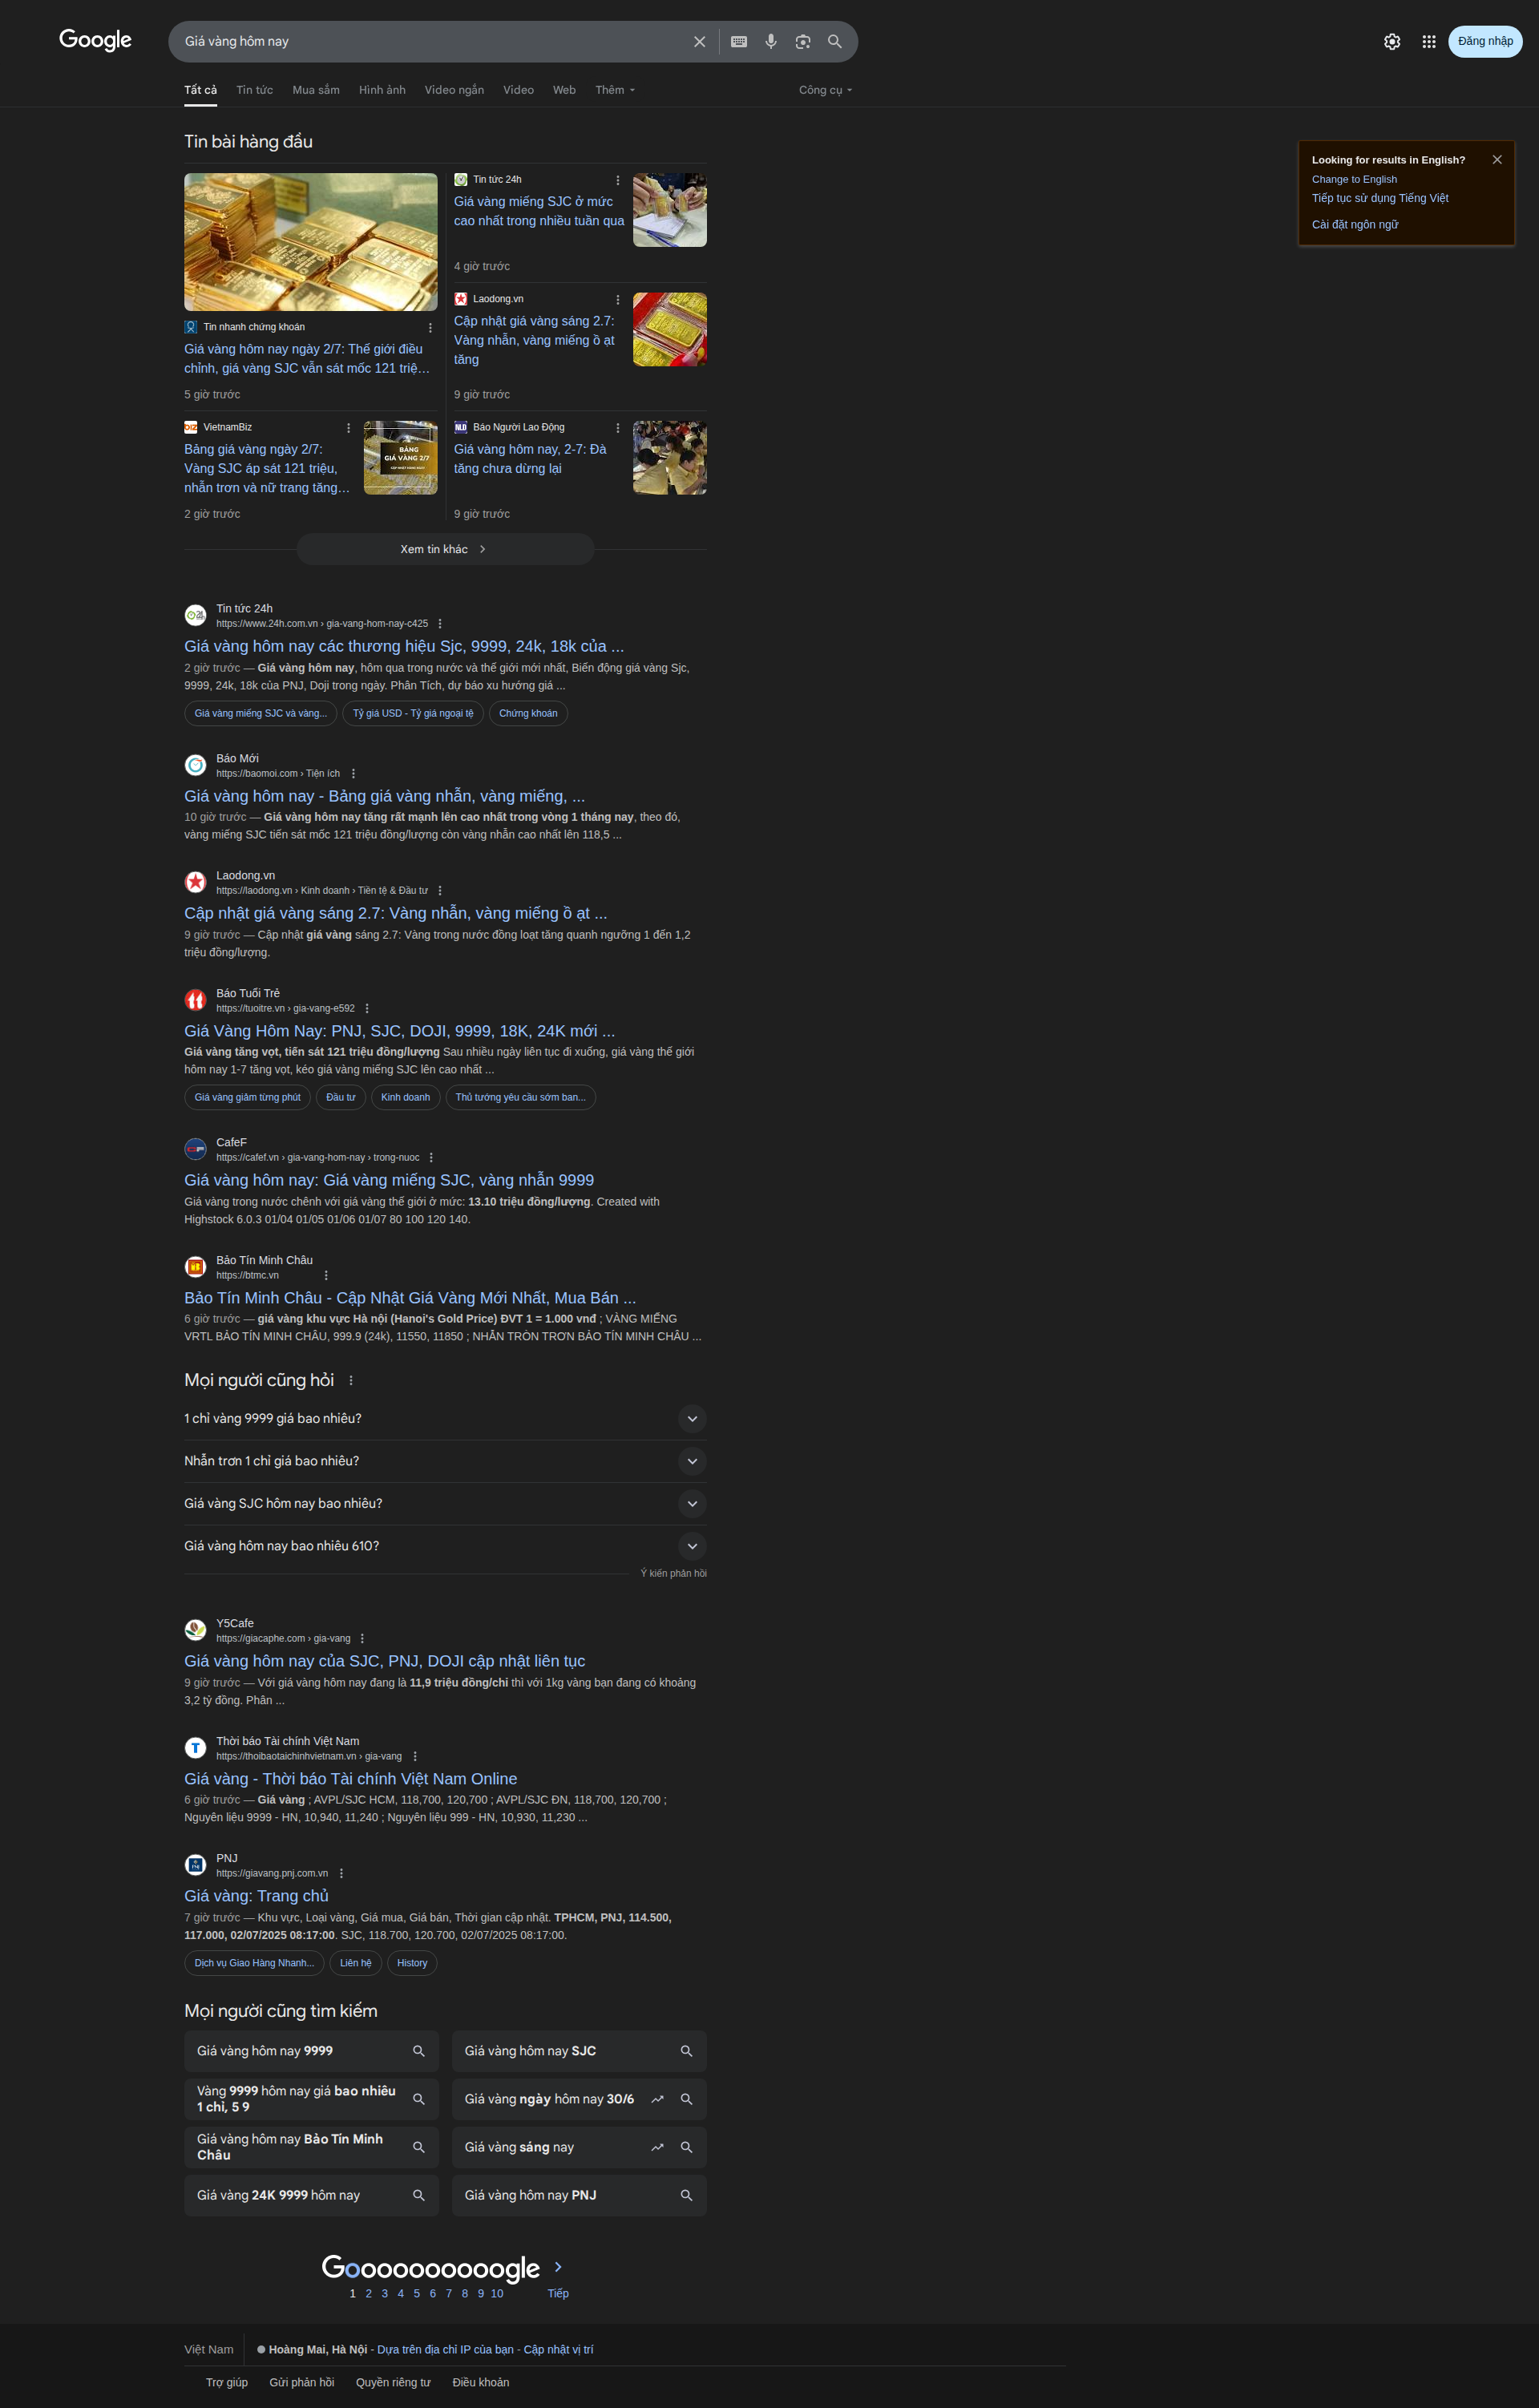 Google
Giá vàng hôm nay
Đăng nhập
Tất cả
Tin tức
Mua sắm
Hình ảnh
Video ngắn
Video
Web
Thêm
Công cụ
Looking for results in English?
Change to English
Tiếp tục sử dụng Tiếng Việt
Cài đặt ngôn ngữ
Tin bài hàng đầu
Tin nhanh chứng khoán
Giá vàng hôm nay ngày 2/7: Thế giới điều
chỉnh, giá vàng SJC vẫn sát mốc 121 triệ…
5 giờ trước
VietnamBiz
Bảng giá vàng ngày 2/7:
Vàng SJC áp sát 121 triệu,
nhẫn trơn và nữ trang tăng…
2 giờ trước
BẢNG
GIÁ VÀNG 2/7
Tin tức 24h
Giá vàng miếng SJC ở mức
cao nhất trong nhiều tuần qua
4 giờ trước
Laodong.vn
Cập nhật giá vàng sáng 2.7:
Vàng nhẫn, vàng miếng ồ ạt
tăng
9 giờ trước
Báo Người Lao Động
Giá vàng hôm nay, 2-7: Đà
tăng chưa dừng lại
9 giờ trước
Xem tin khác
Tin tức 24h
https://www.24h.com.vn › gia-vang-hom-nay-c425
Giá vàng hôm nay các thương hiệu Sjc, 9999, 24k, 18k của ...
2 giờ trước — Giá vàng hôm nay, hôm qua trong nước và thế giới mới nhất, Biến động giá vàng Sjc,
9999, 24k, 18k của PNJ, Doji trong ngày. Phân Tích, dự báo xu hướng giá ...
Giá vàng miếng SJC và vàng...
Tỷ giá USD - Tỷ giá ngoại tệ
Chứng khoán
Báo Mới
https://baomoi.com › Tiện ích
Giá vàng hôm nay - Bảng giá vàng nhẫn, vàng miếng, ...
10 giờ trước — Giá vàng hôm nay tăng rất mạnh lên cao nhất trong vòng 1 tháng nay, theo đó,
vàng miếng SJC tiến sát mốc 121 triệu đồng/lượng còn vàng nhẫn cao nhất lên 118,5 ...
Laodong.vn
https://laodong.vn › Kinh doanh › Tiền tệ & Đầu tư
Cập nhật giá vàng sáng 2.7: Vàng nhẫn, vàng miếng ồ ạt ...
9 giờ trước — Cập nhật giá vàng sáng 2.7: Vàng trong nước đồng loạt tăng quanh ngưỡng 1 đến 1,2
triệu đồng/lượng.
Báo Tuổi Trẻ
https://tuoitre.vn › gia-vang-e592
Giá Vàng Hôm Nay: PNJ, SJC, DOJI, 9999, 18K, 24K mới ...
Giá vàng tăng vọt, tiến sát 121 triệu đồng/lượng Sau nhiều ngày liên tục đi xuống, giá vàng thế giới
hôm nay 1-7 tăng vọt, kéo giá vàng miếng SJC lên cao nhất ...
Giá vàng giảm từng phút
Đầu tư
Kinh doanh
Thủ tướng yêu cầu sớm ban...
CafeF
https://cafef.vn › gia-vang-hom-nay › trong-nuoc
Giá vàng hôm nay: Giá vàng miếng SJC, vàng nhẫn 9999
Giá vàng trong nước chênh với giá vàng thế giới ở mức: 13.10 triệu đồng/lượng. Created with
Highstock 6.0.3 01/04 01/05 01/06 01/07 80 100 120 140.
Bảo Tín Minh Châu
https://btmc.vn
Bảo Tín Minh Châu - Cập Nhật Giá Vàng Mới Nhất, Mua Bán ...
6 giờ trước — giá vàng khu vực Hà nội (Hanoi's Gold Price) ĐVT 1 = 1.000 vnđ ; VÀNG MIẾNG
VRTL BẢO TÍN MINH CHÂU, 999.9 (24k), 11550, 11850 ; NHẪN TRÒN TRƠN BẢO TÍN MINH CHÂU ...
Mọi người cũng hỏi
1 chỉ vàng 9999 giá bao nhiêu?
Nhẫn trơn 1 chỉ giá bao nhiêu?
Giá vàng SJC hôm nay bao nhiêu?
Giá vàng hôm nay bao nhiêu 610?
Ý kiến phản hồi
Y5Cafe
https://giacaphe.com › gia-vang
Giá vàng hôm nay của SJC, PNJ, DOJI cập nhật liên tục
9 giờ trước — Với giá vàng hôm nay đang là 11,9 triệu đồng/chỉ thì với 1kg vàng bạn đang có khoảng
3,2 tỷ đồng. Phân ...
Thời báo Tài chính Việt Nam
https://thoibaotaichinhvietnam.vn › gia-vang
Giá vàng - Thời báo Tài chính Việt Nam Online
6 giờ trước — Giá vàng ; AVPL/SJC HCM, 118,700, 120,700 ; AVPL/SJC ĐN, 118,700, 120,700 ;
Nguyên liệu 9999 - HN, 10,940, 11,240 ; Nguyên liệu 999 - HN, 10,930, 11,230 ...
PNJ
https://giavang.pnj.com.vn
Giá vàng: Trang chủ
7 giờ trước — Khu vực, Loại vàng, Giá mua, Giá bán, Thời gian cập nhật. TPHCM, PNJ, 114.500,
117.000, 02/07/2025 08:17:00. SJC, 118.700, 120.700, 02/07/2025 08:17:00.
Dịch vụ Giao Hàng Nhanh...
Liên hệ
History
Mọi người cũng tìm kiếm
Giá vàng hôm nay 9999
Giá vàng hôm nay SJC
Vàng 9999 hôm nay giá bao nhiêu
1 chỉ, 5 9
Giá vàng ngày hôm nay 30/6
Giá vàng hôm nay Bảo Tín Minh
Châu
Giá vàng sáng nay
Giá vàng 24K 9999 hôm nay
Giá vàng hôm nay PNJ
Goooooooooogle
1 2 3 4 5 6 7 8 9 10 Tiếp
Việt Nam
Hoàng Mai, Hà Nội - Dựa trên địa chỉ IP của bạn - Cập nhật vị trí
Trợ giúp
Gửi phản hồi
Quyền riêng tư
Điều khoản